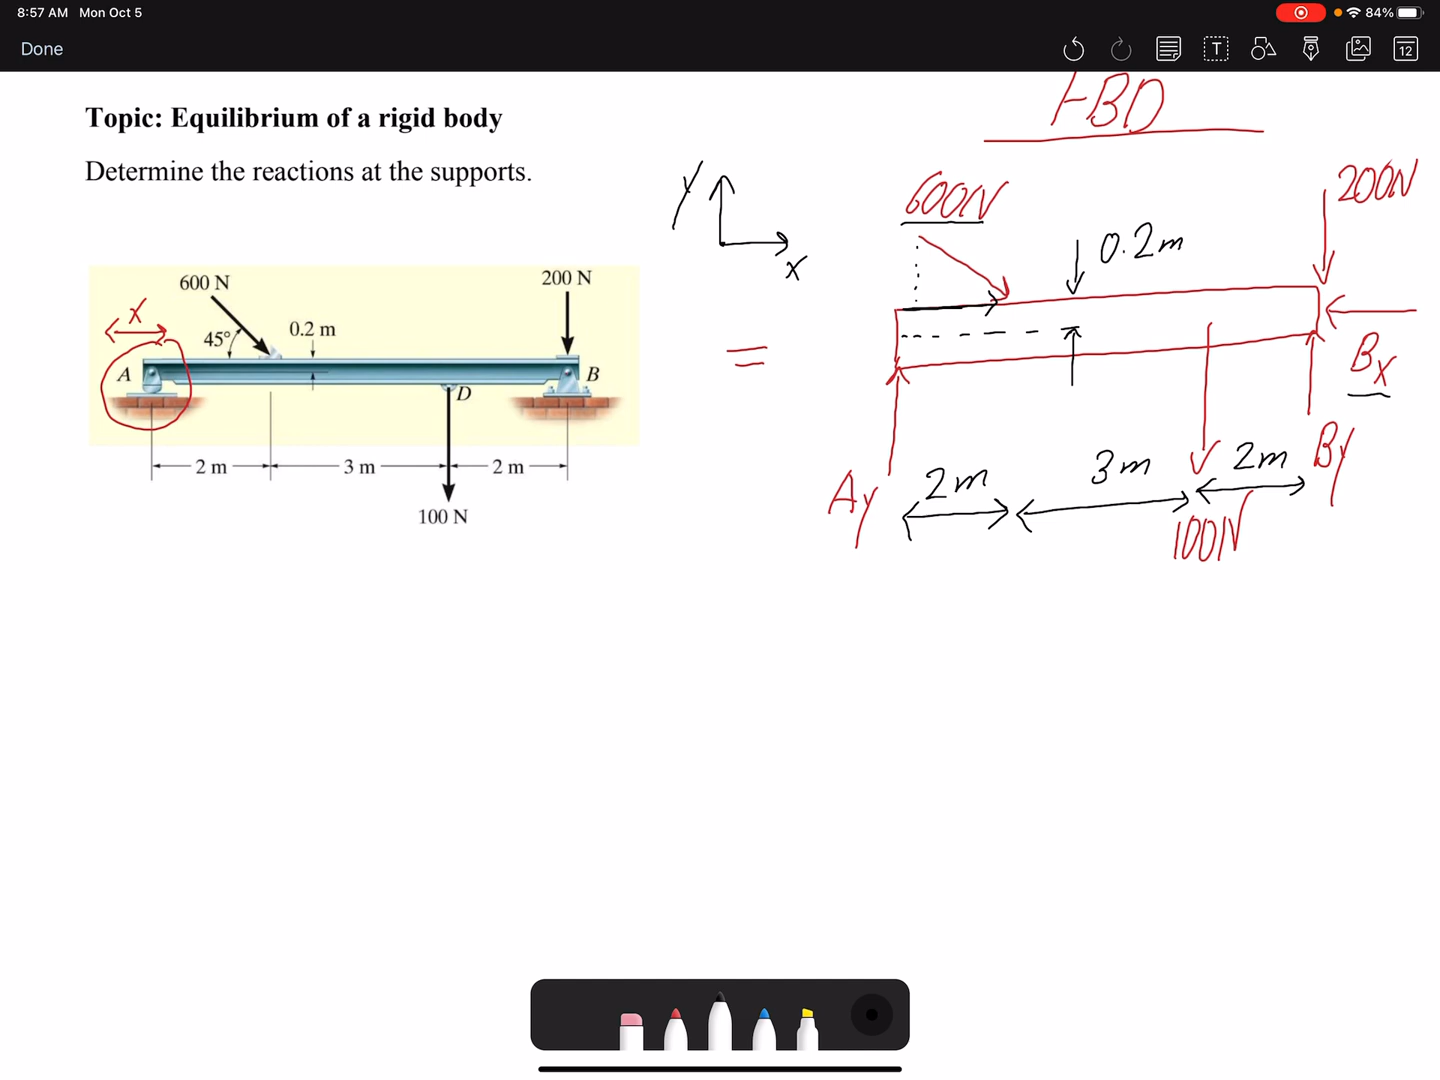 8:57 AM Mon Oct 5
84%
Done
T
12
FBD
Topic: Equilibrium of a rigid body
Determine the reactions at the supports.
Y
x
600N
200N
0.2m
600 N
200 N
x
45°
0.2 m
A
B
D
=
Bx
2 m
3 m
2 m
100 N
Ay
2m
3m
2m
By
100N